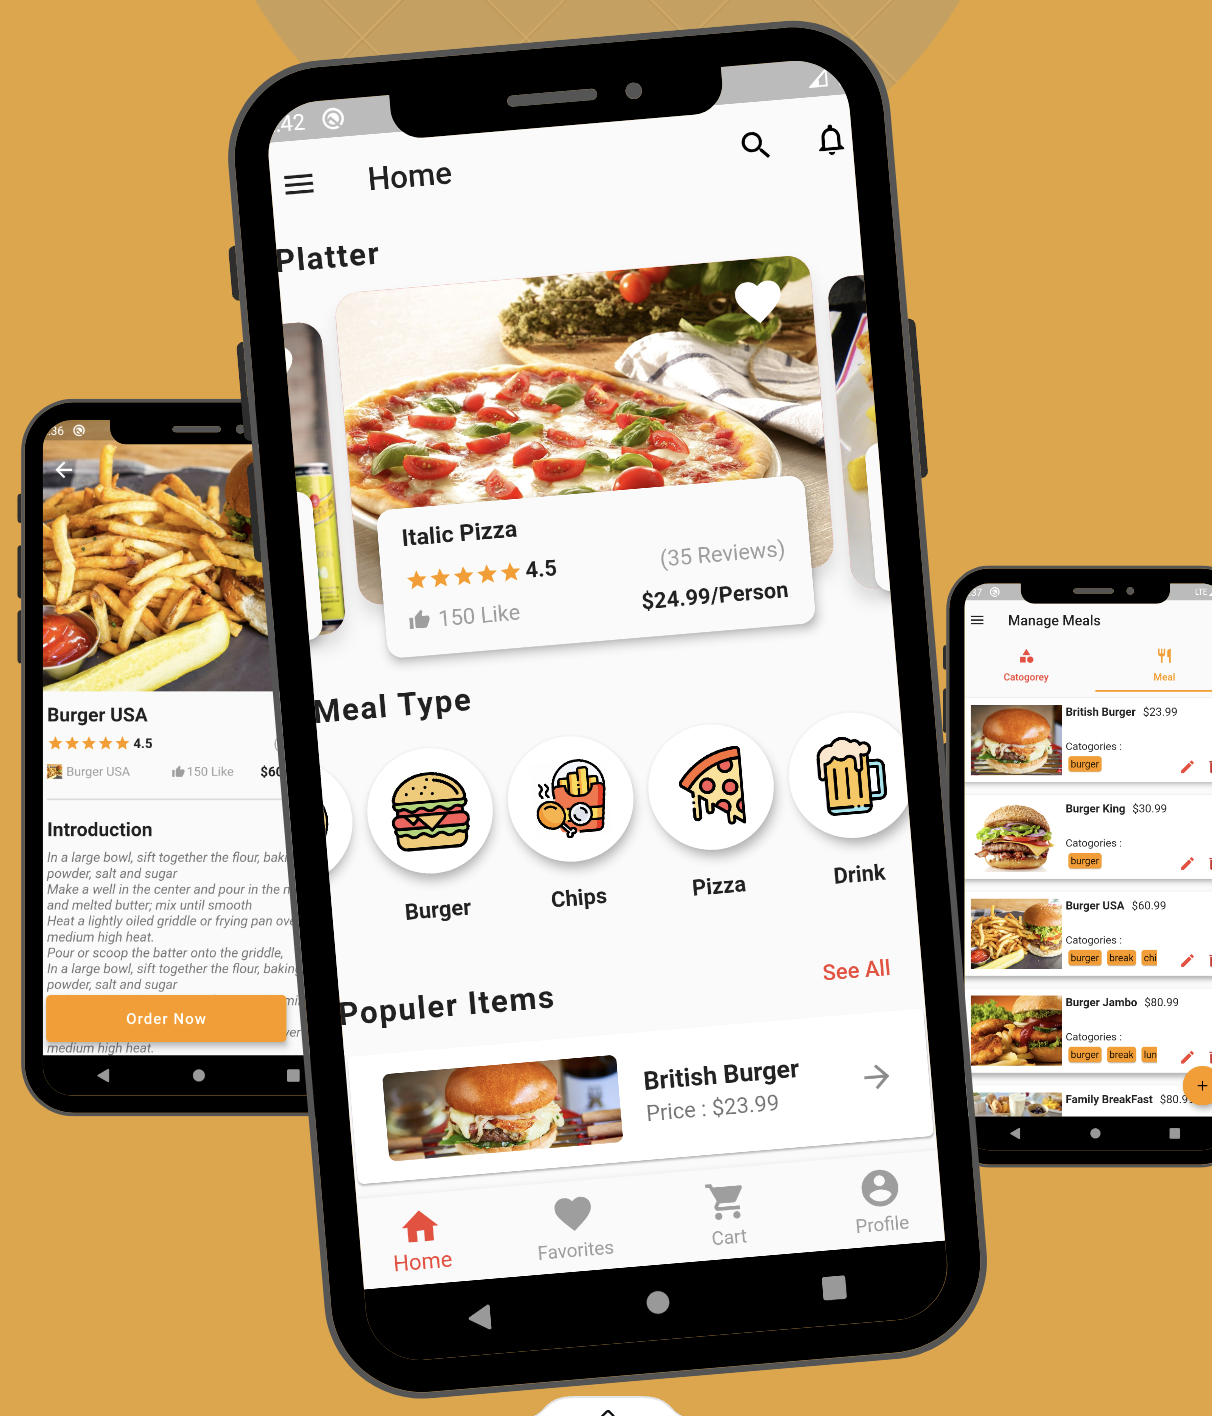 :42
Home
Platter
Italic Pizza
4.5
(35 Reviews)
150 Like
$24.99/Person
Meal Type
Burger
Chips
Pizza
Drink
See All
Populer Items
British Burger
Price : $23.99
Home
Favorites
Cart
Profile
:36
Burger USA
4.5
Burger USA
150 Like
Introduction
In a large bowl, sift together the flour,
powder, salt and sugar
Make a well in the center and pour in the
and melted butter; mix until smooth
Heat a lightly oiled griddle or frying pan
medium high heat.
Pour or scoop the batter onto the griddle,
In a large bowl, sift together the flour, baking
powder, salt and sugar
Order Now
medium high heat.
:37
LTE
Manage Meals
Catogorey
Meal
British Burger $23.99
Catogories :
burger
Burger King $30.99
Catogories :
burger
Burger USA $60.99
Catogories :
burger break chi
Burger Jambo $80.99
Catogories :
burger break lun
Family BreakFast $80.9